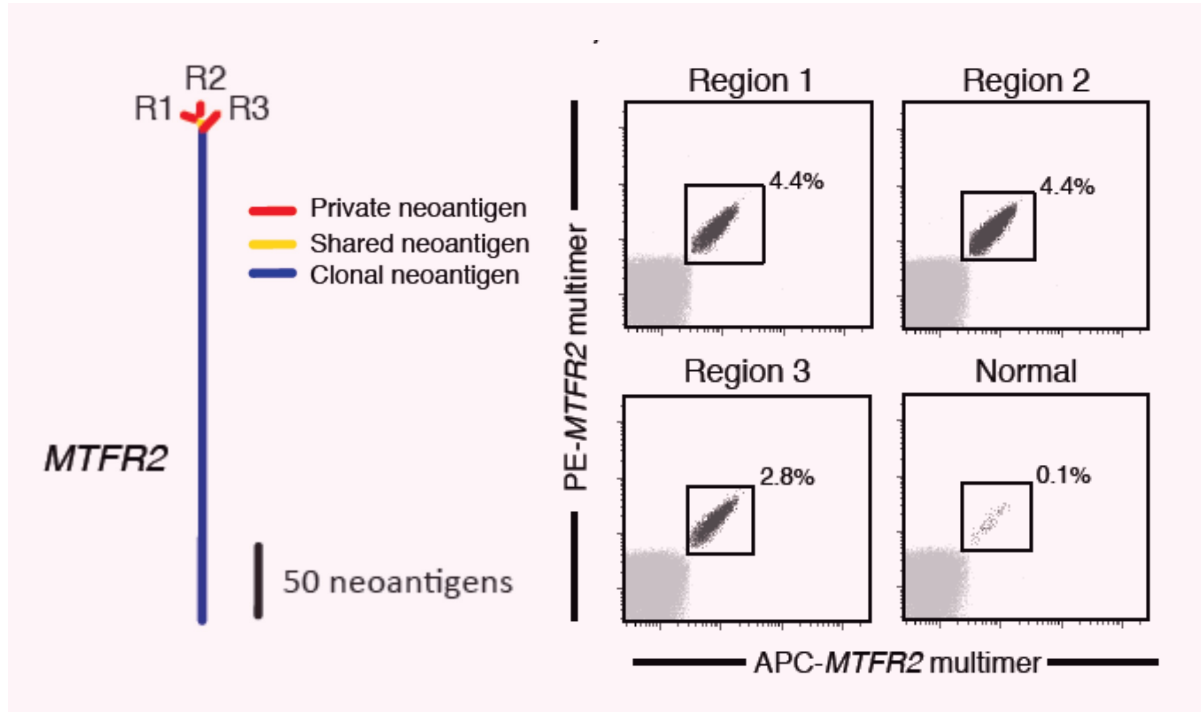 R2
R1
R3
Private neoantigen
Shared neoantigen
Clonal neoantigen
MTFR2
50 neoantigens
PE-MTFR2 multimer
Region 1
4.4%
Region 2
4.4%
Region 3
2.8%
Normal
0.1%
APC-MTFR2 multimer